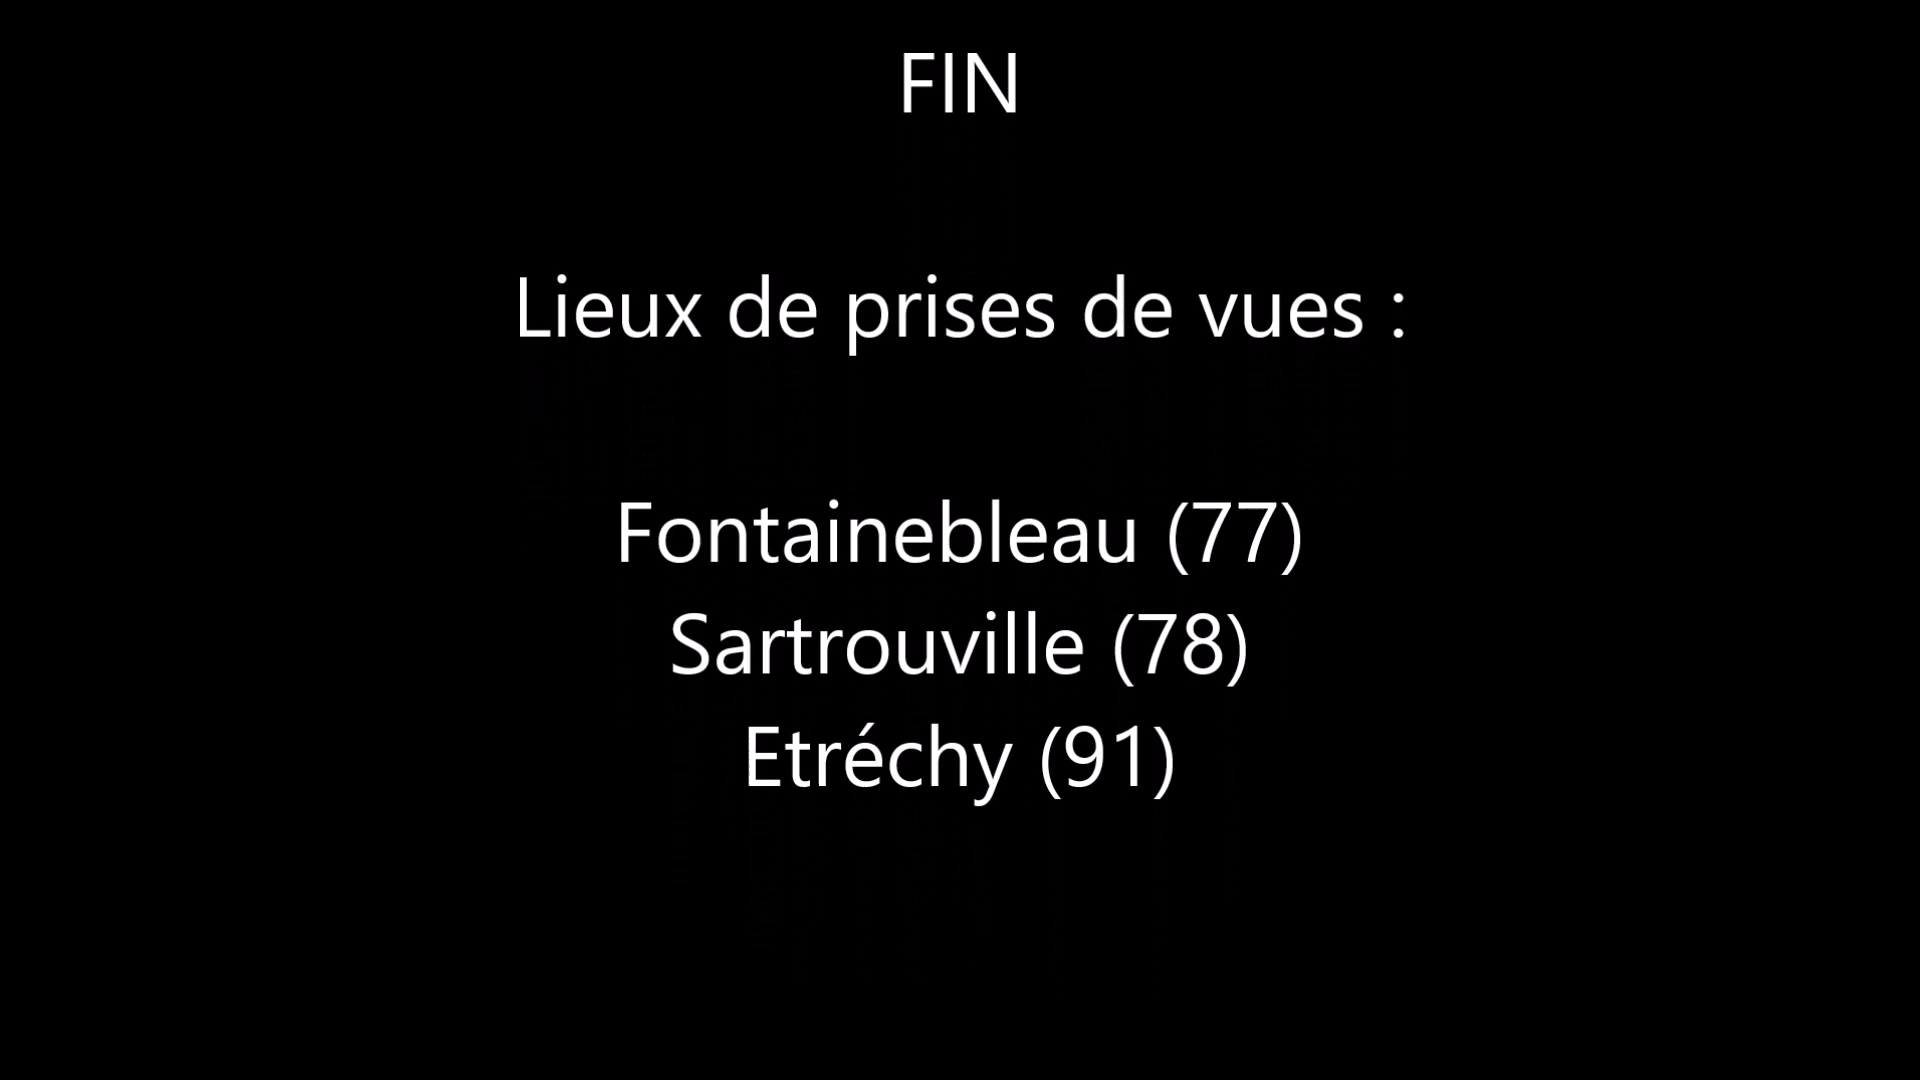 FIN
Lieux de prises de vues :
Fontainebleau (77)
Sartrouville (78)
Etréchy (91)